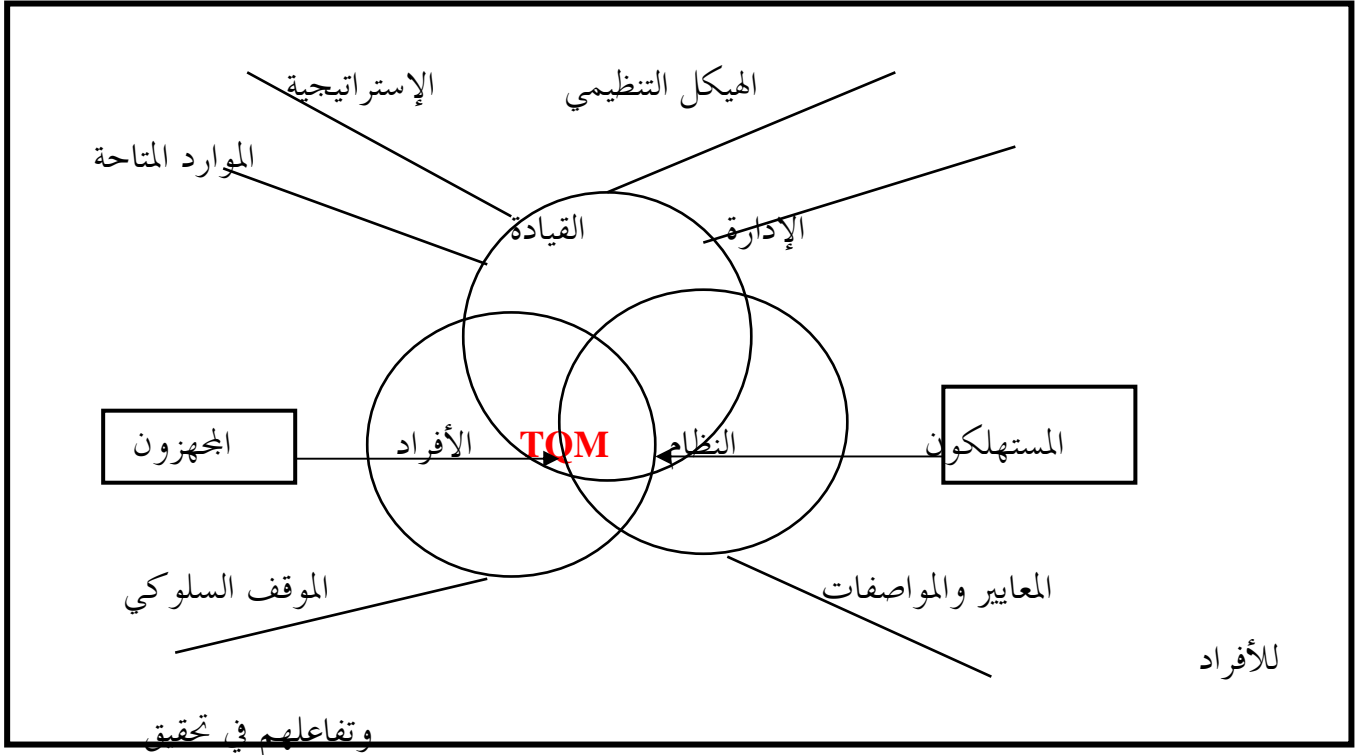 الهيكل التنظيمي الإستراتيجية
الموارد المتاحة
الإدارة القيادة
المستهلكون النظام TQM الأفراد المجهزون
المعايير والمواصفات الموقف السلوكي
للأفراد
وتفاعلهم في تحقيق